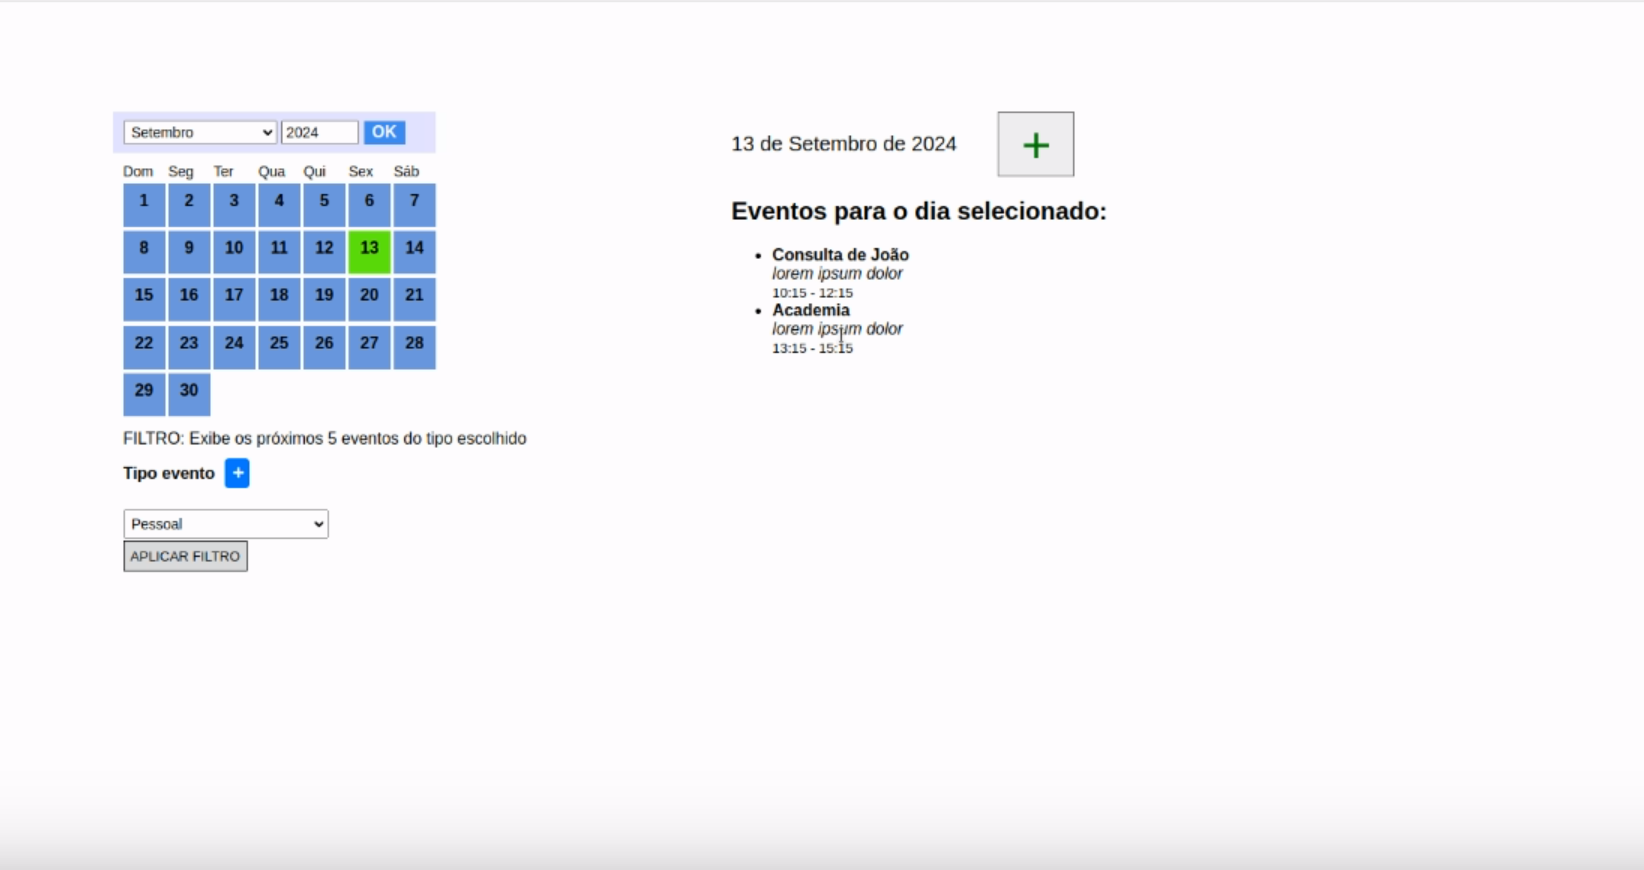 Setembro 2024 OK
Dom Seg Ter Qua Qui Sex Sáb
1 2 3 4 5 6 7
8 9 10 11 12 13 14
15 16 17 18 19 20 21
22 23 24 25 26 27 28
29 30
FILTRO: Exibe os próximos 5 eventos do tipo escolhido
Tipo evento +
Pessoal
APLICAR FILTRO
13 de Setembro de 2024 +
Eventos para o dia selecionado:
• Consulta de João
lorem ipsum dolor
10:15 - 12:15
• Academia
lorem ipsum dolor
13:15 - 15:15